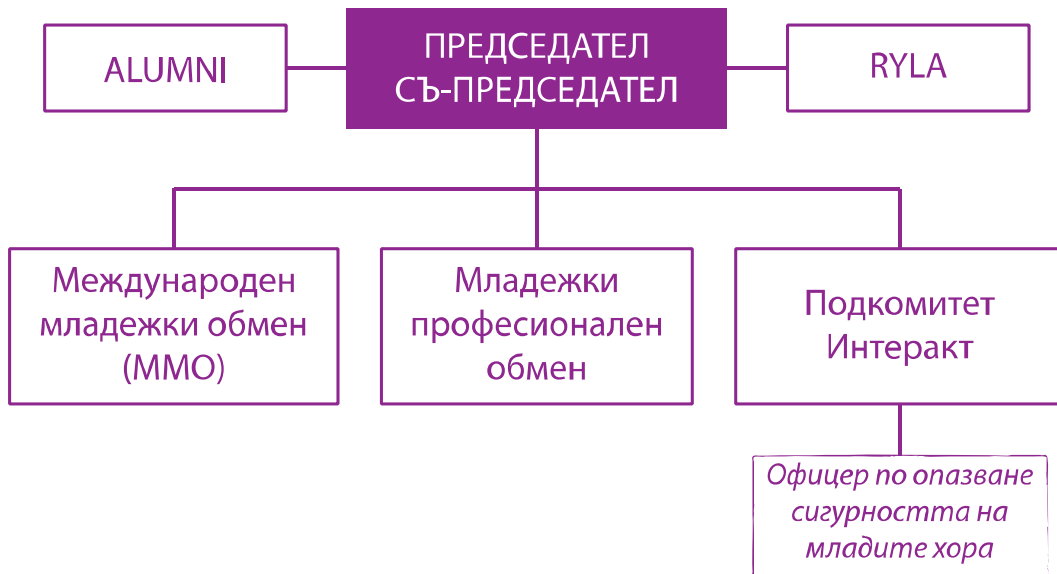 ALUMNI
ПРЕДСЕДАТЕЛ
СЪ-ПРЕДСЕДАТЕЛ
RYLA
Международен
младежки обмен
(ММО)
Младежки
професионален
обмен
Подкомитет
Интеракт
Офицер по опазване
сигурността на
младите хора